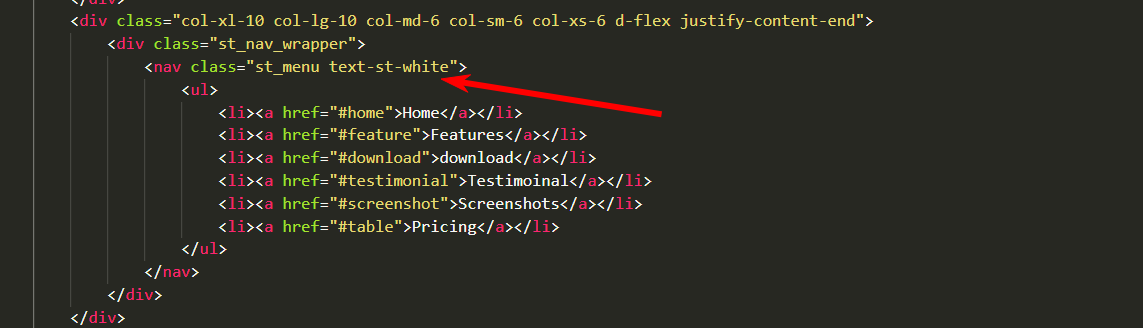 </div>
<div class="col-xl-10 col-lg-10 col-md-6 col-sm-6 col-xs-6 d-flex justify-content-end">
<div class="st_nav_wrapper">
<nav class="st_menu text-st-white">
<ul>
<li><a href="#home">Home</a></li>
<li><a href="#feature">Features</a></li>
<li><a href="#download">download</a></li>
<li><a href="#testimonial">Testimoinal</a></li>
<li><a href="#screenshot">Screenshots</a></li>
<li><a href="#table">Pricing</a></li>
</ul>
</nav>
</div>
</div>